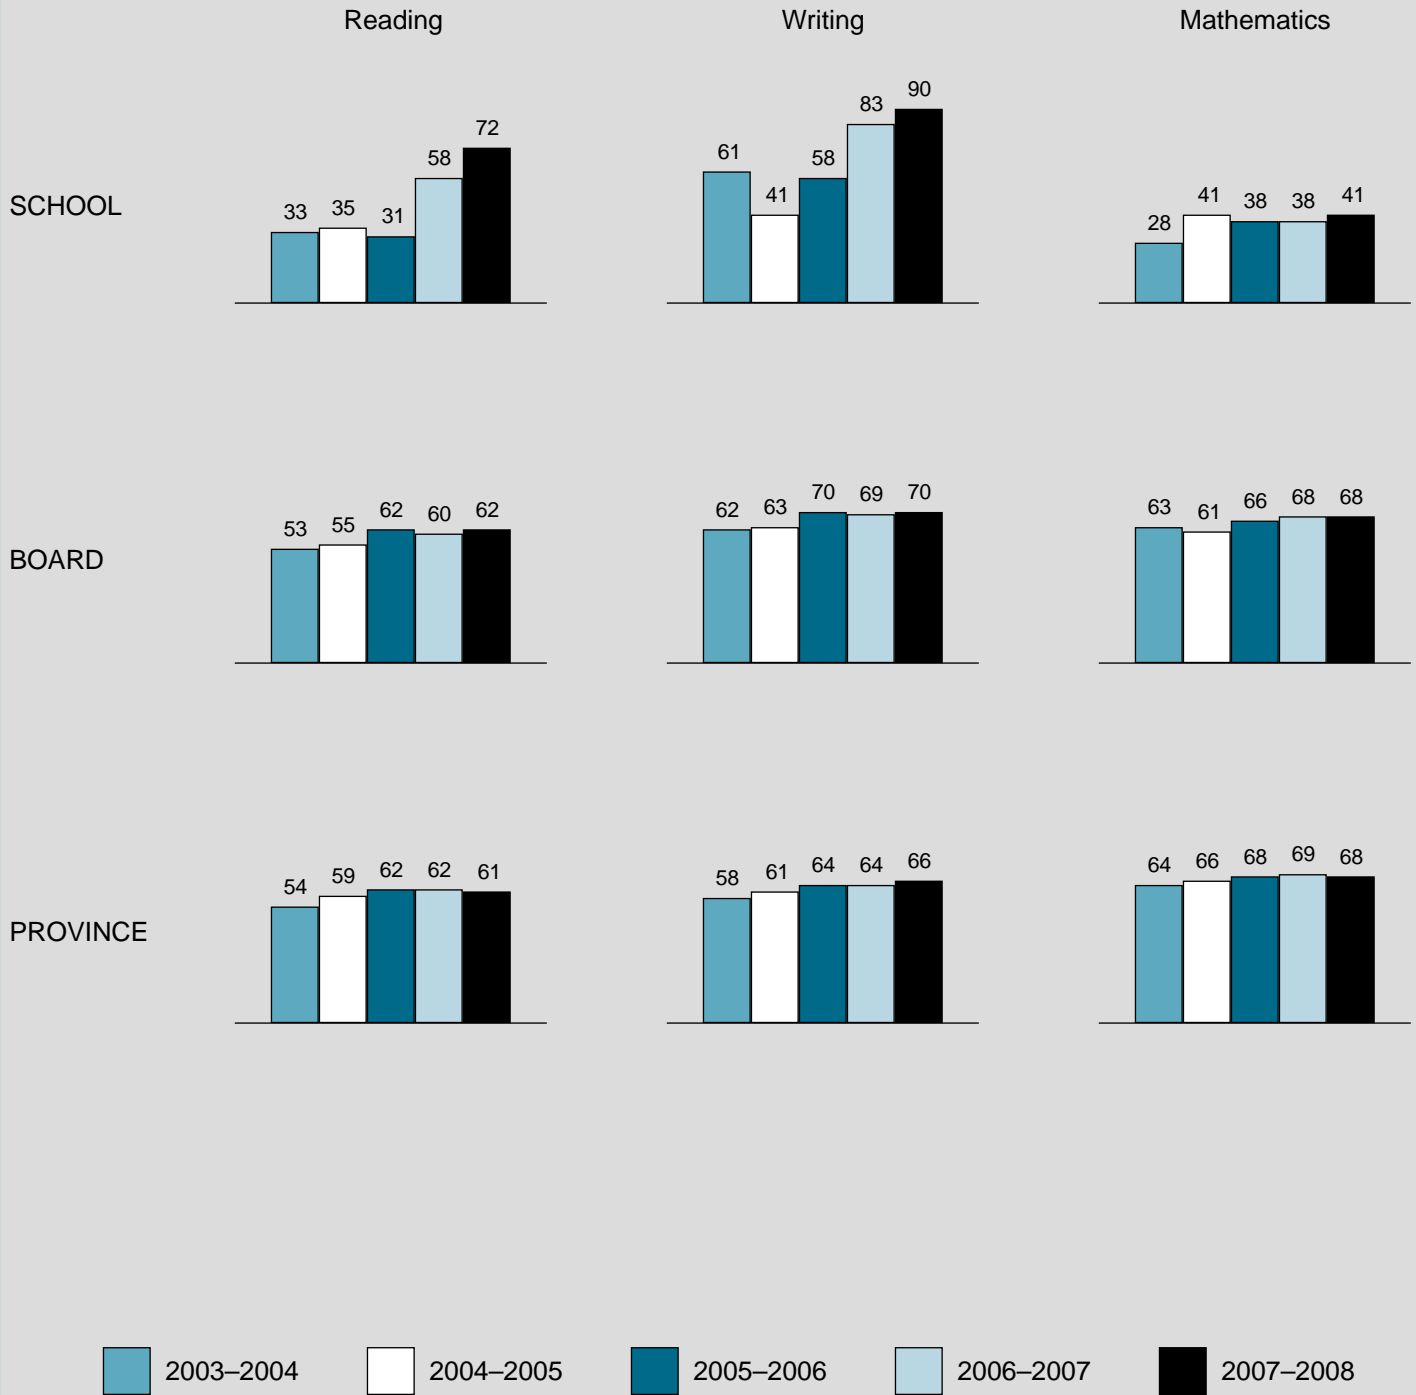 Reading Writing Mathematics
SCHOOL
33 35 31 58 72
61 41 58 83 90
28 41 38 38 41
BOARD
53 55 62 60 62
62 63 70 69 70
63 61 66 68 68
PROVINCE
54 59 62 62 61
58 61 64 64 66
64 66 68 69 68
2003–2004 2004–2005 2005–2006 2006–2007 2007–2008